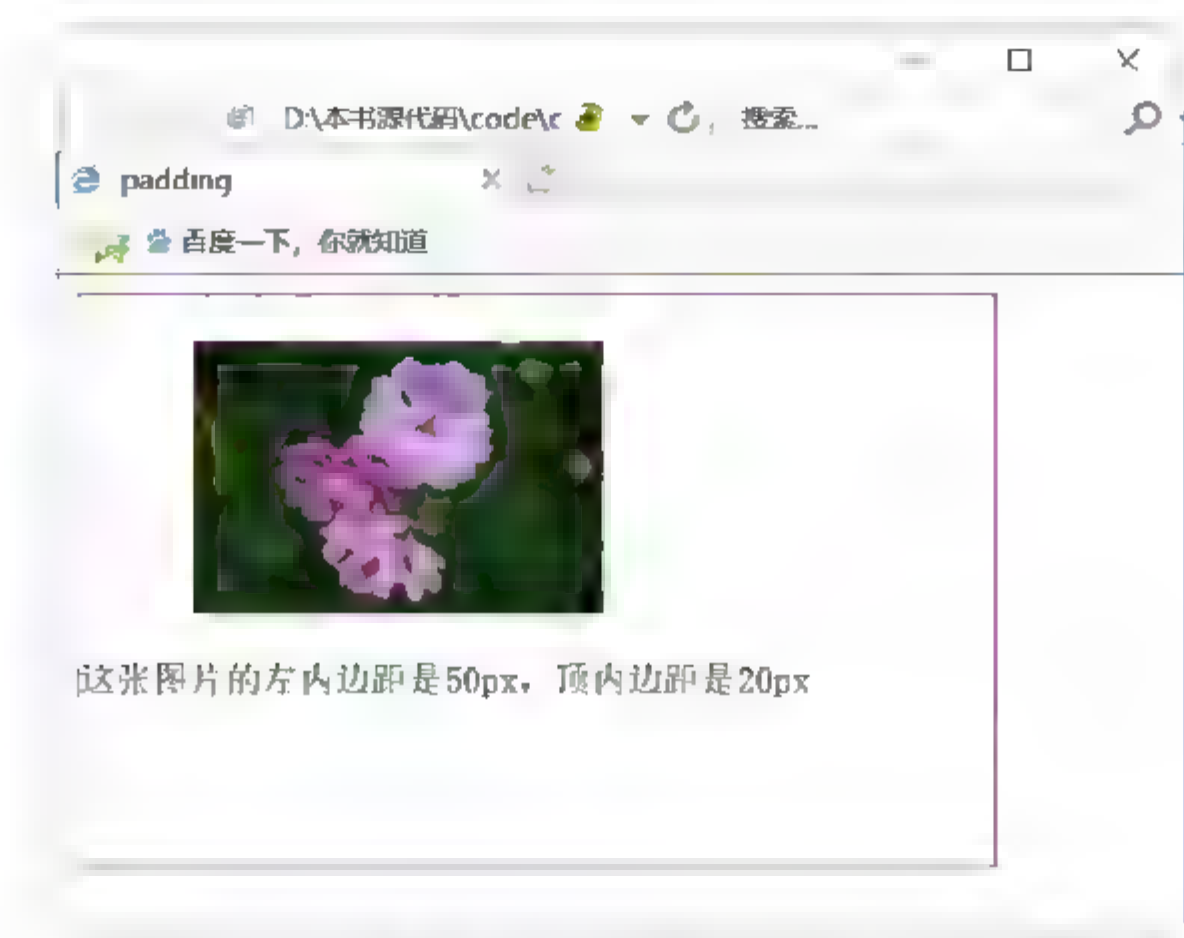 D:\本书源代码\code\c 搜索...
padding
百度一下，你就知道
这张图片的左内边距是50px，顶内边距是20px